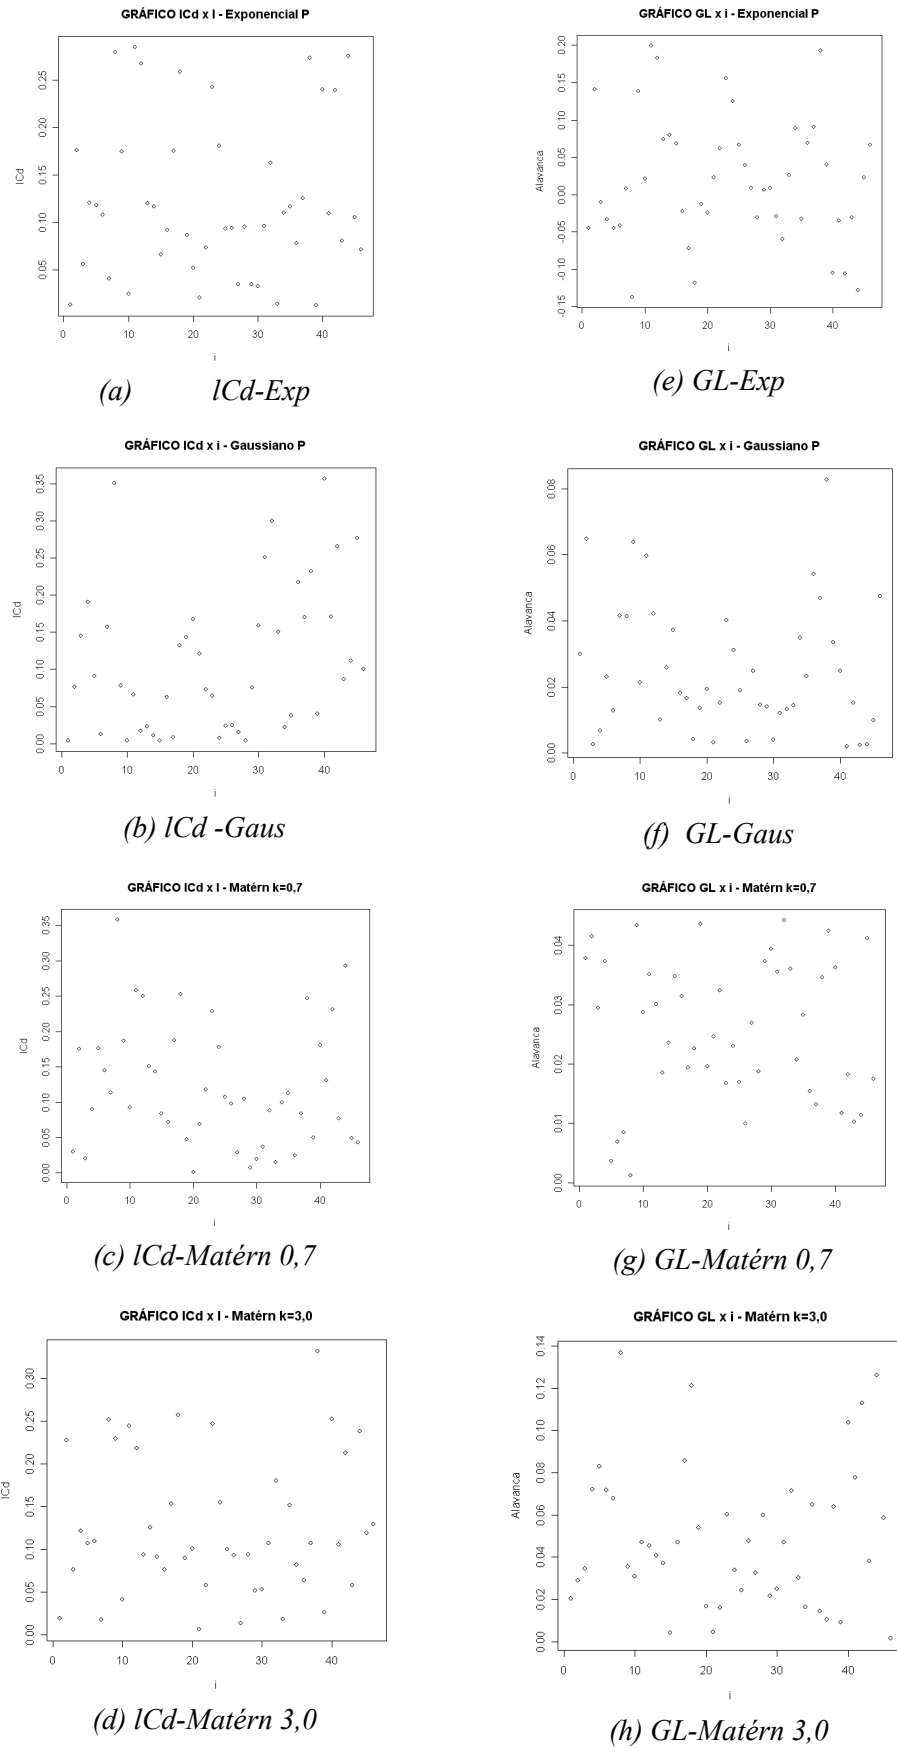 GRÁFICO lCd x I - Exponencial P
lCd
0.05 0.10 0.15 0.20 0.25
0 10 20 30 40
i
(a) lCd-Exp
GRÁFICO GL x i - Exponencial P
Alavanca
-0.15 -0.10 -0.05 0.00 0.05 0.10 0.15 0.20
0 10 20 30 40
i
(e) GL-Exp
GRÁFICO lCd x i - Gaussiano P
lCd
0.00 0.05 0.10 0.15 0.20 0.25 0.30 0.35
0 10 20 30 40
i
(b) lCd -Gaus
GRÁFICO GL x i - Gaussiano P
Alavanca
0.00 0.02 0.04 0.06 0.08
0 10 20 30 40
i
(f) GL-Gaus
GRÁFICO lCd x I - Matérn k=0,7
lCd
0.00 0.05 0.10 0.15 0.20 0.25 0.30 0.35
0 10 20 30 40
i
(c) lCd-Matérn 0,7
GRÁFICO GL x i - Matérn k=0,7
Alavanca
0.00 0.01 0.02 0.03 0.04
0 10 20 30 40
i
(g) GL-Matérn 0,7
GRÁFICO lCd x I - Matérn k=3,0
lCd
0.00 0.05 0.10 0.15 0.20 0.25 0.30
0 10 20 30 40
i
(d) lCd-Matérn 3,0
GRÁFICO GL x i - Matérn k=3,0
Alavanca
0.00 0.02 0.04 0.06 0.08 0.10 0.12 0.14
0 10 20 30 40
i
(h) GL-Matérn 3,0